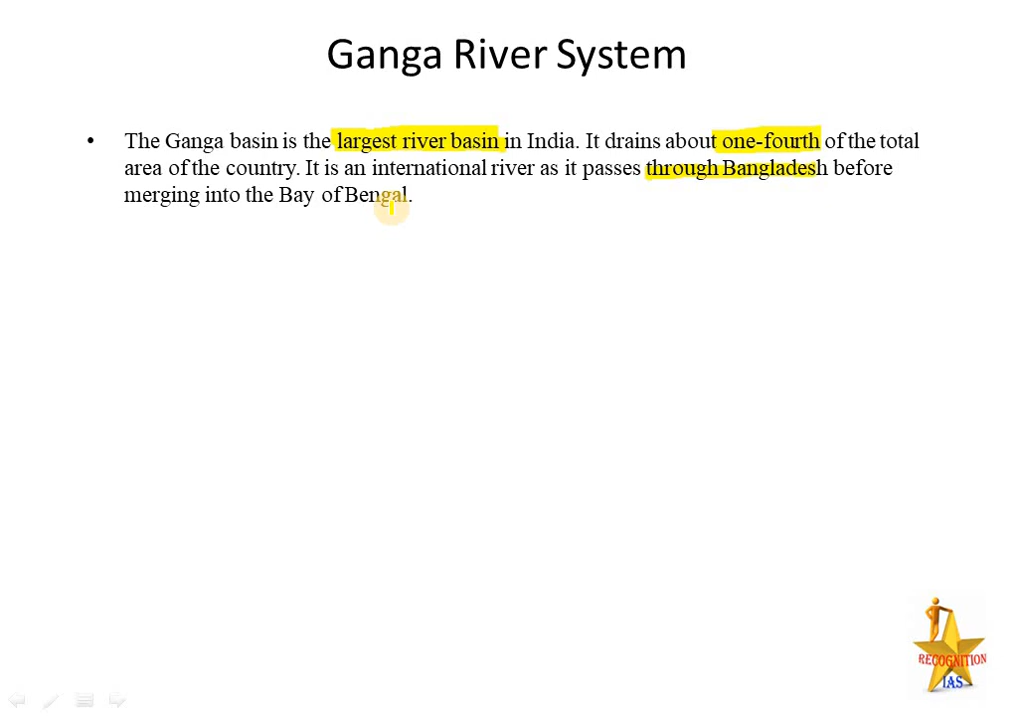 Ganga River System
• The Ganga basin is the largest river basin in India. It drains about one-fourth of the total
area of the country. It is an international river as it passes through Bangladesh before
merging into the Bay of Bengal.
RECOGNITION
IAS